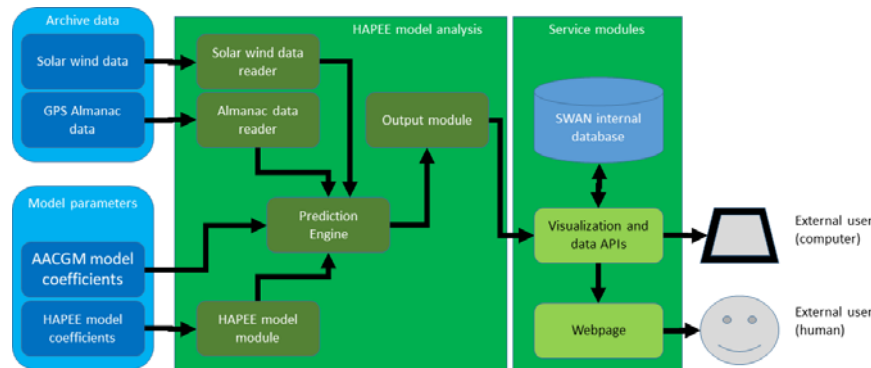 Archive data
Solar wind data
GPS Almanac
data
Model parameters
AACGM model
coefficients
HAPEE model
coefficients
HAPEE model analysis
Solar wind data
reader
Almanac data
reader
Output module
Prediction
Engine
HAPEE model
module
Service modules
SWAN internal
database
Visualization and
data APIs
Webpage
External user
(computer)
External user
(human)